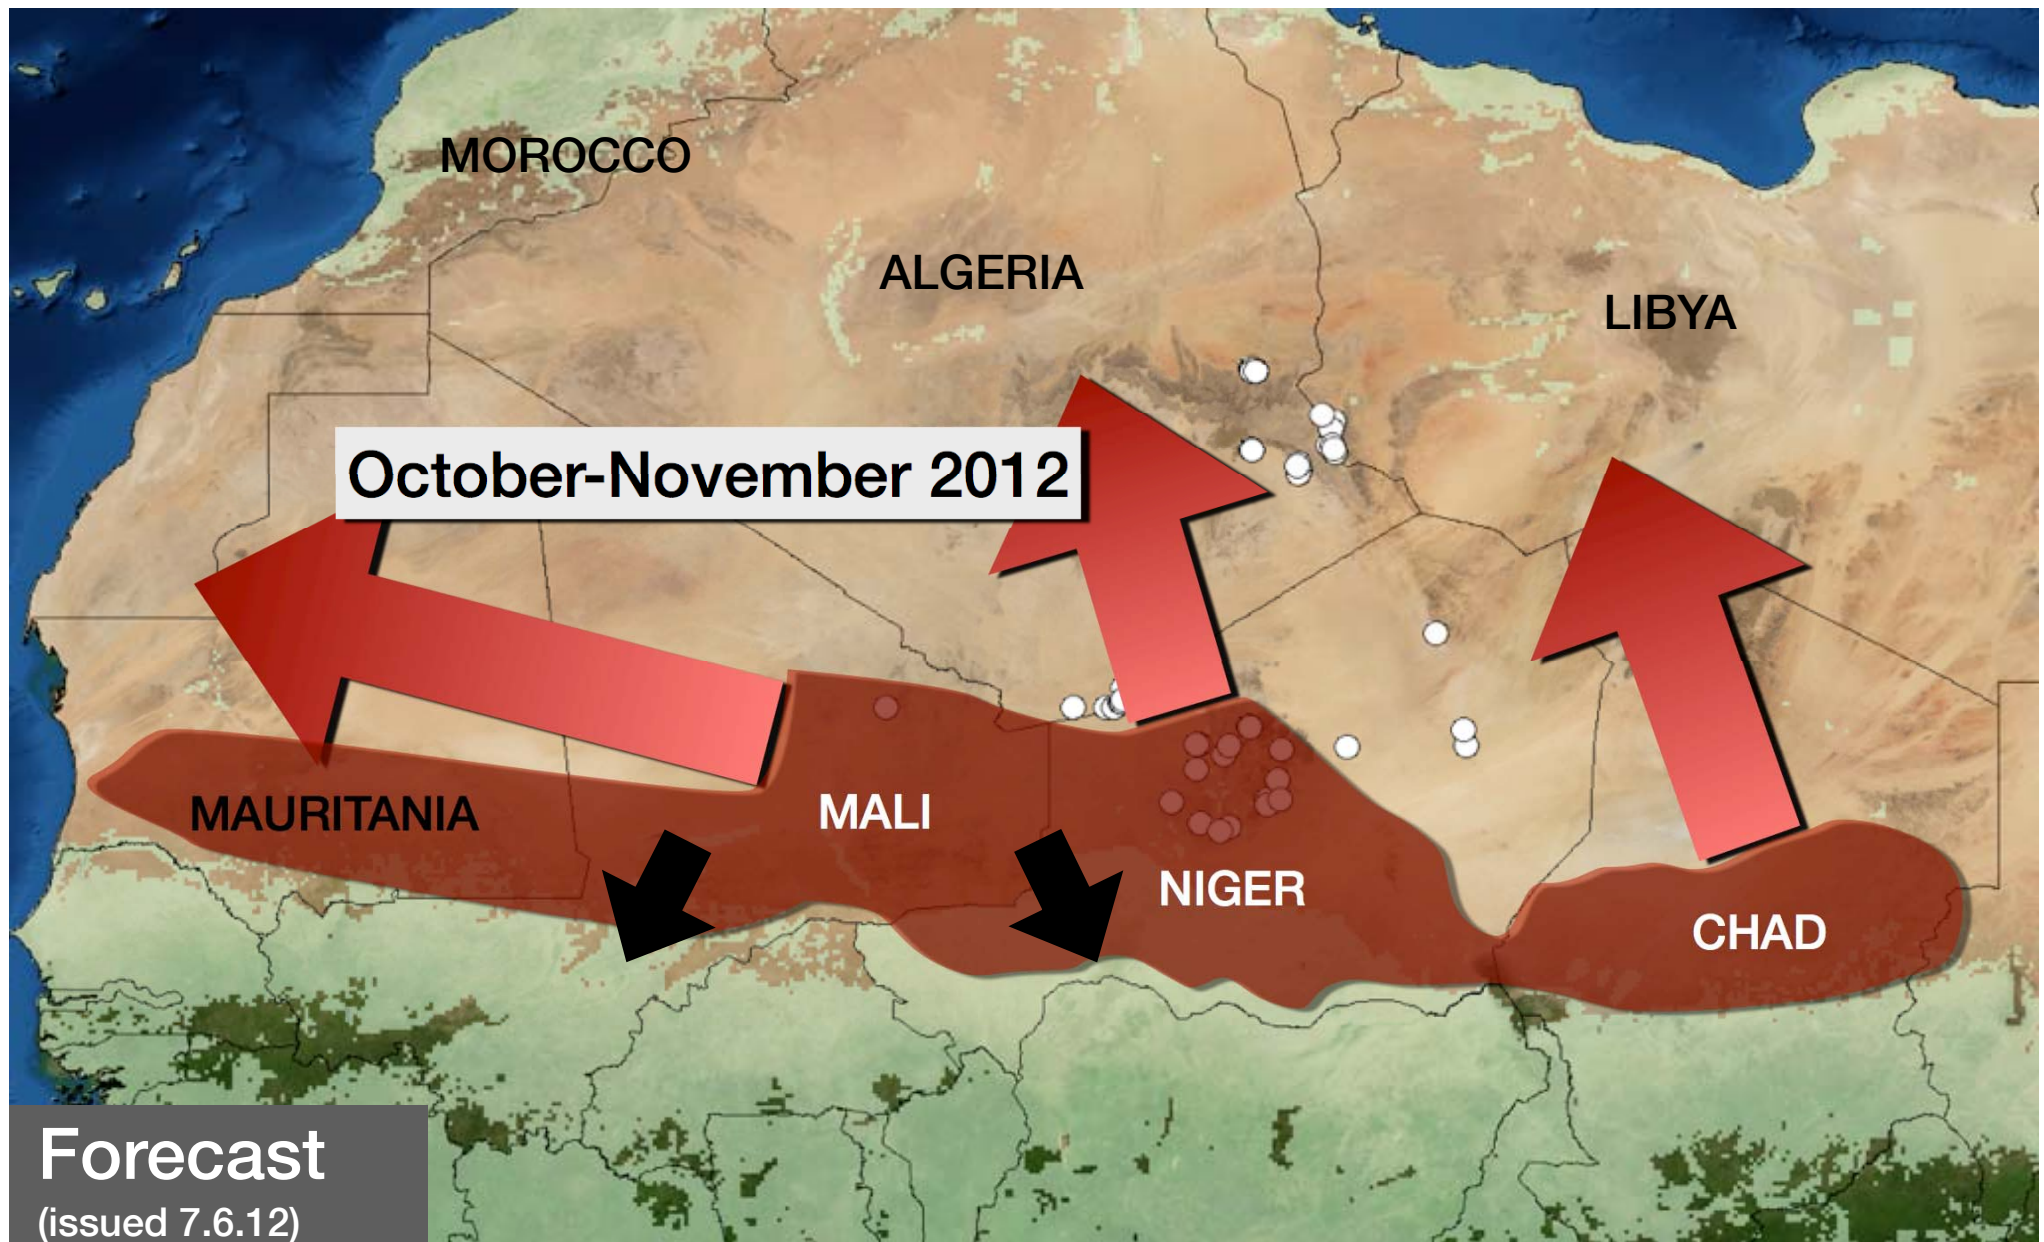 MOROCCO
ALGERIA
LIBYA
October-November 2012
MAURITANIA
MALI
NIGER
CHAD
Forecast
(issued 7.6.12)